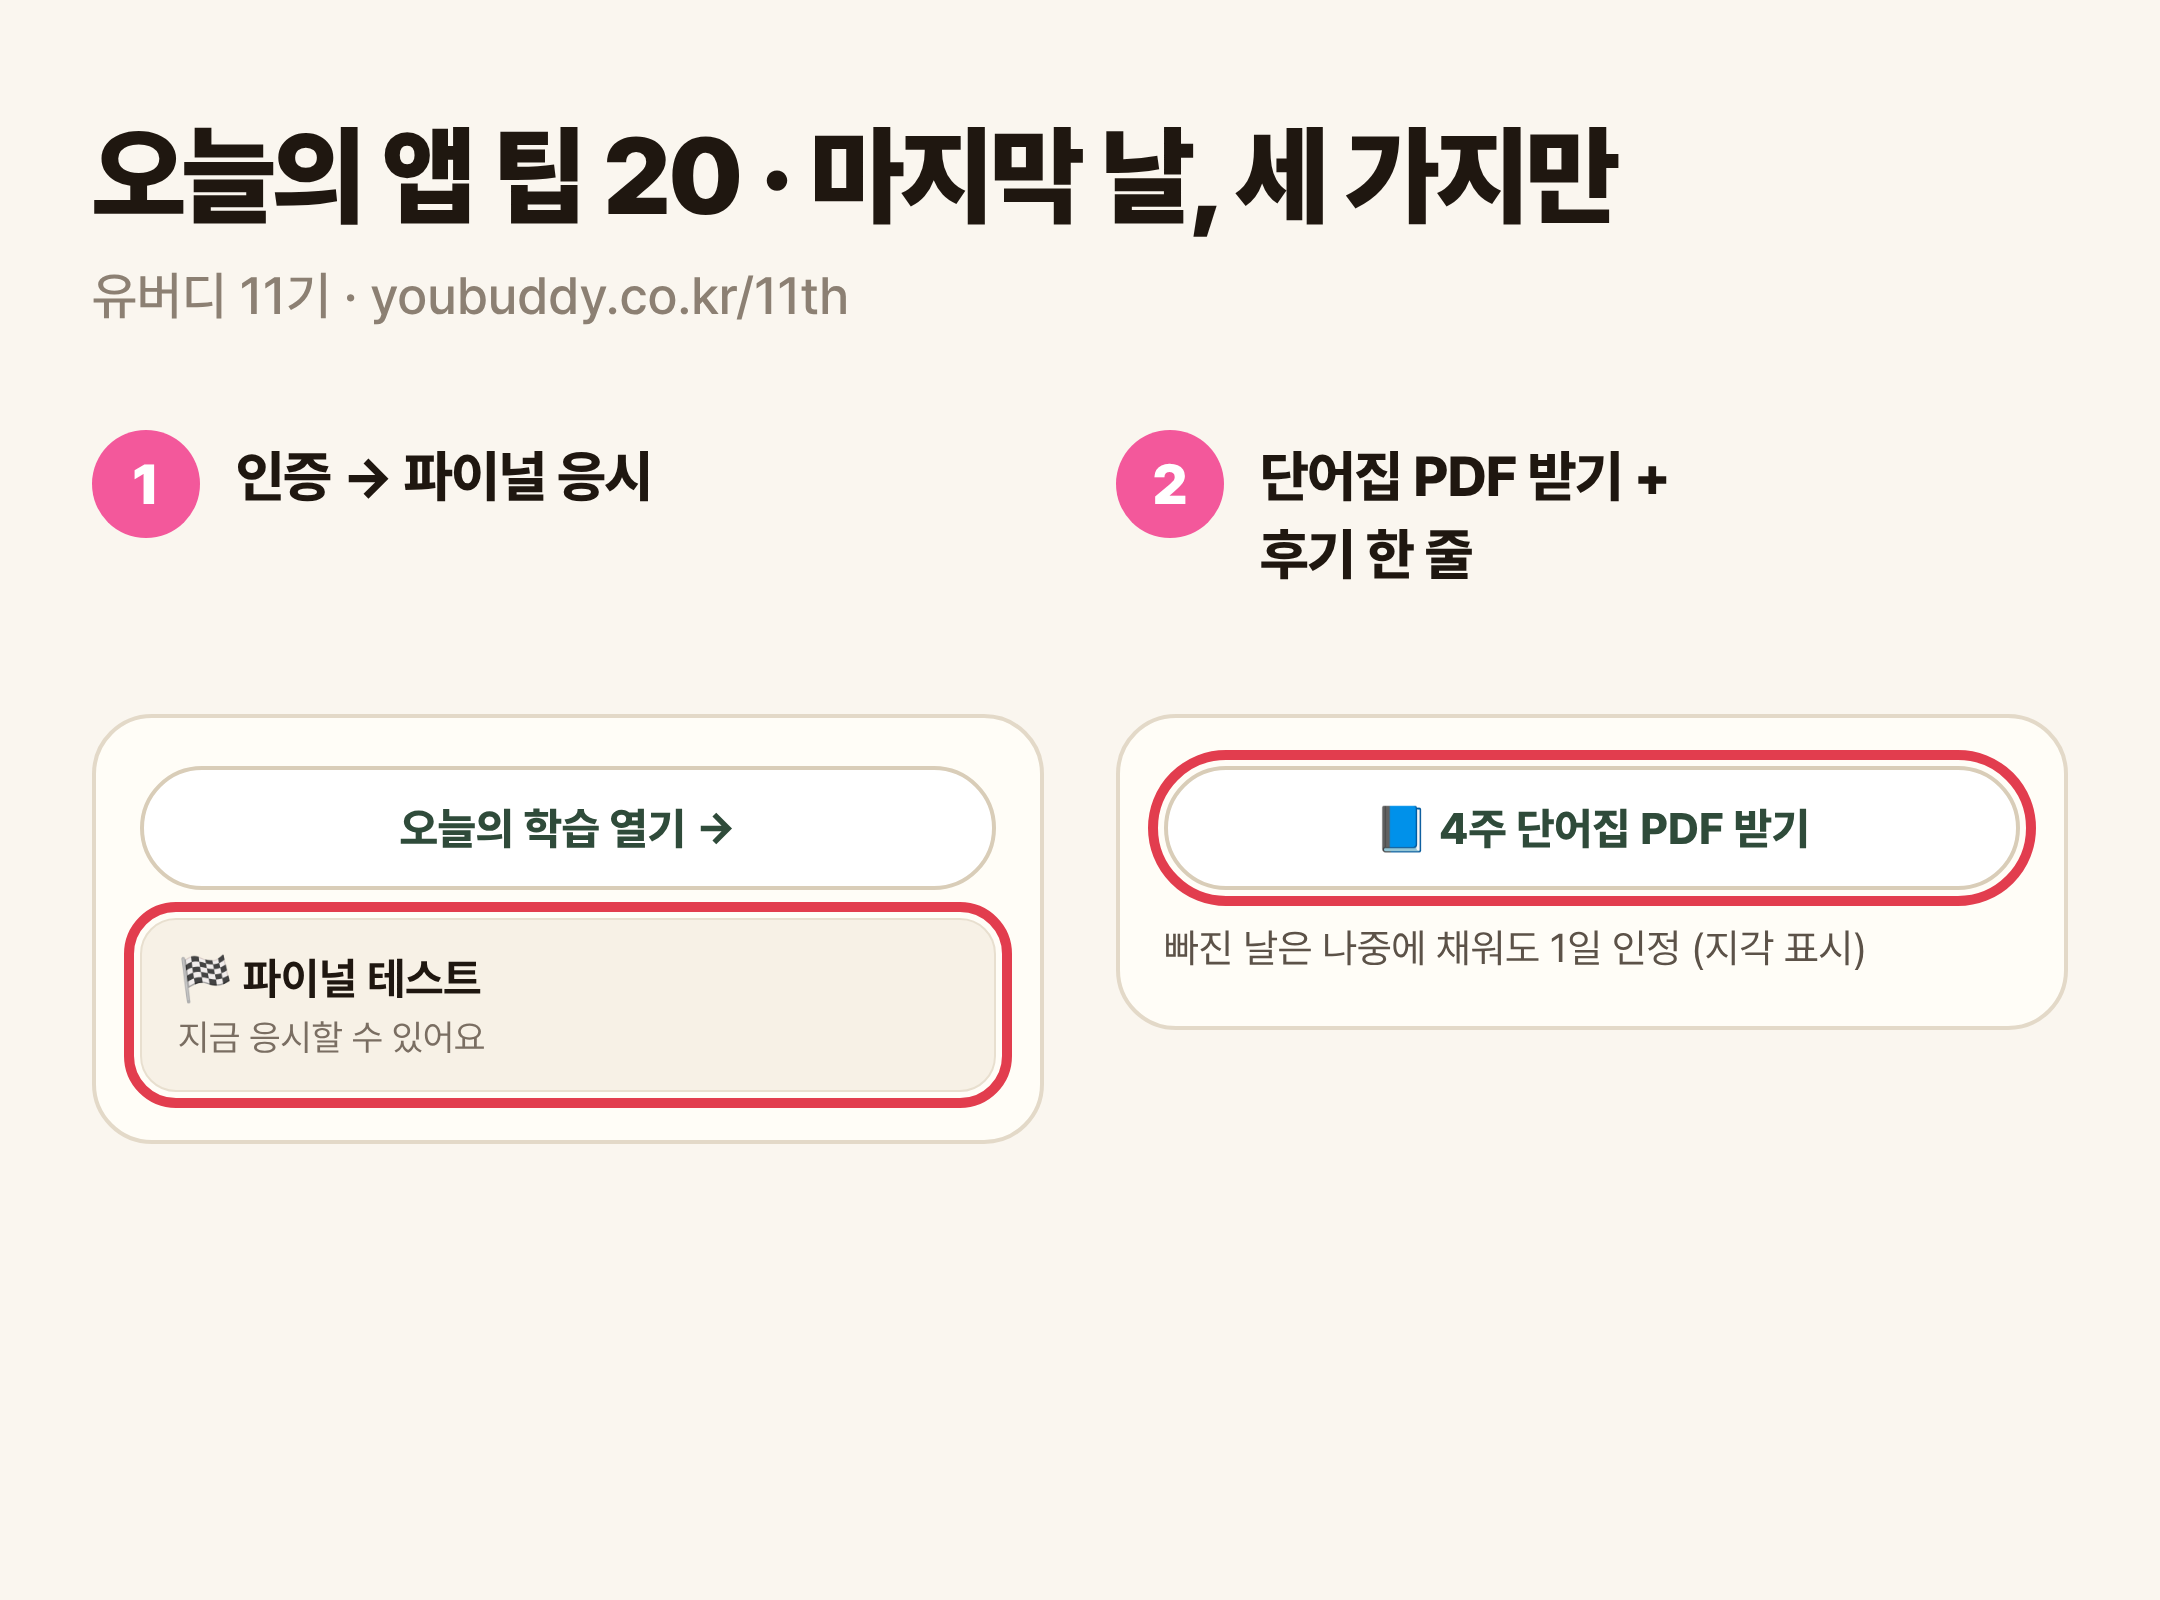 오늘의 앱 팁 20 · 마지막 날, 세 가지만
유버디 11기 · youbuddy.co.kr/11th
1
인증 → 파이널 응시
2
단어집 PDF 받기 +
후기 한 줄
오늘의 학습 열기 →
🏁 파이널 테스트
지금 응시할 수 있어요
📘 4주 단어집 PDF 받기
빠진 날은 나중에 채워도 1일 인정 (지각 표시)